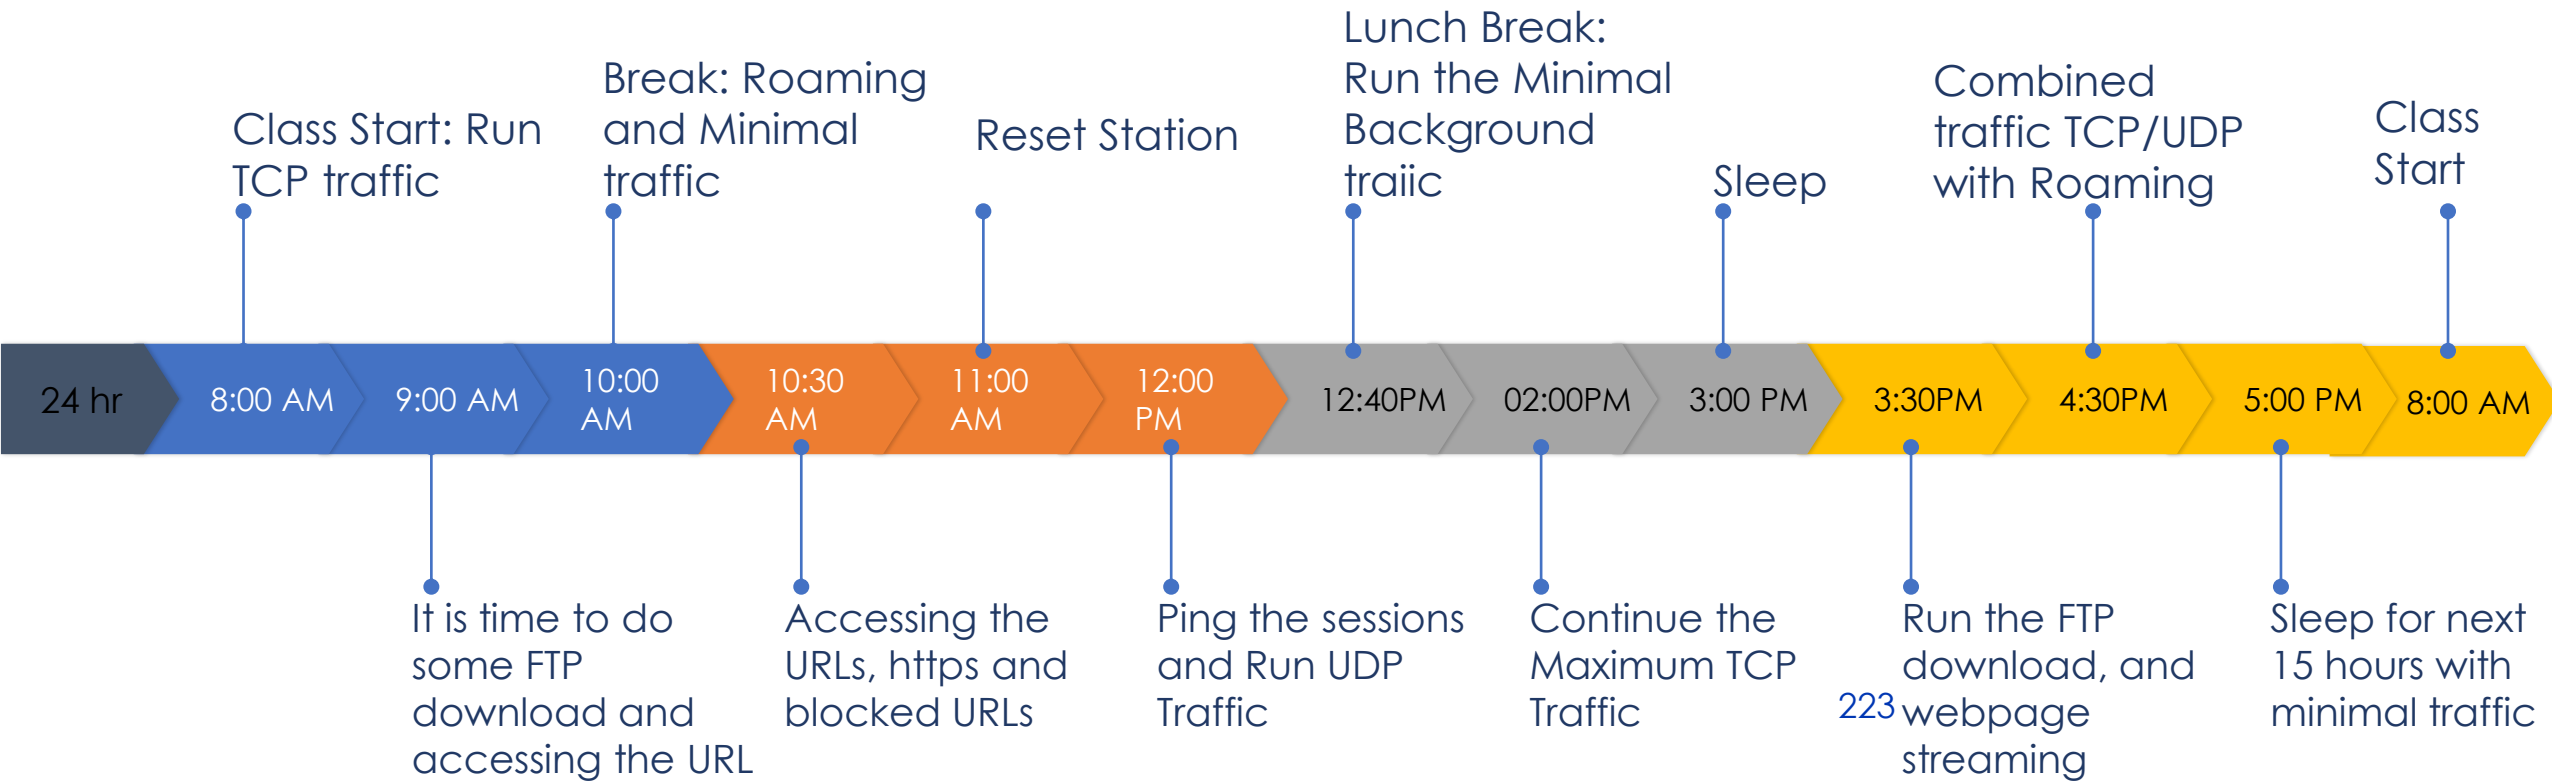 Class Start: Run
TCP traffic
Break: Roaming
and Minimal
traffic
Reset Station
Lunch Break:
Run the Minimal
Background
traiic
Sleep
Combined
traffic TCP/UDP
with Roaming
Class
Start
24 hr
8:00 AM
9:00 AM
10:00
AM
10:30
AM
11:00
AM
12:00
PM
12:40PM
02:00PM
3:00 PM
3:30PM
4:30PM
5:00 PM
8:00 AM
It is time to do
some FTP
download and
accessing the URL
Accessing the
URLs, https and
blocked URLs
Ping the sessions
and Run UDP
Traffic
Continue the
Maximum TCP
Traffic
223
Run the FTP
download, and
webpage
streaming
Sleep for next
15 hours with
minimal traffic